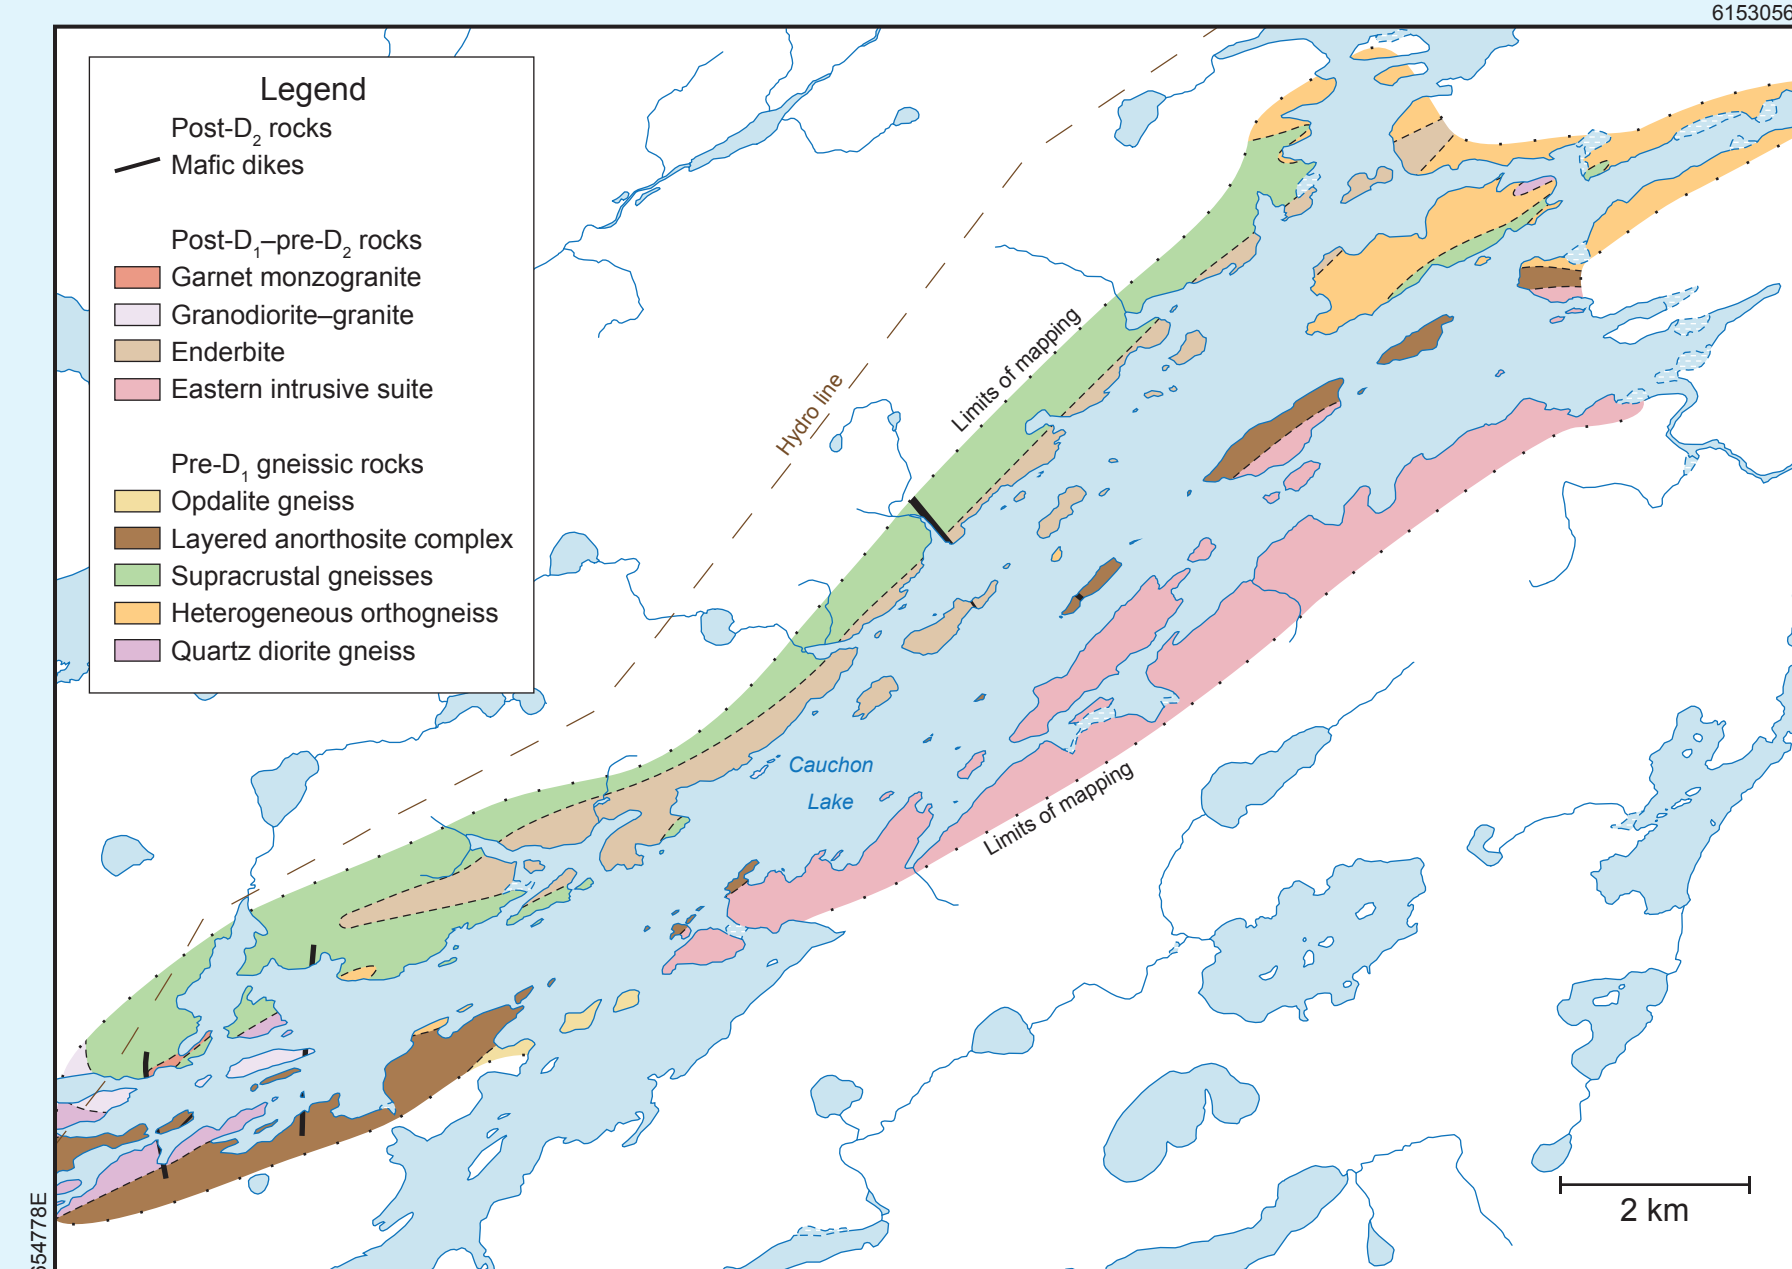 6153056
Legend
Post-D2 rocks
Mafic dikes
Post-D1–pre-D2 rocks
Garnet monzogranite
Granodiorite–granite
Enderbite
Eastern intrusive suite
Pre-D1 gneissic rocks
Opdalite gneiss
Layered anorthosite complex
Supracrustal gneisses
Heterogeneous orthogneiss
Quartz diorite gneiss
Hydro line
Limits of mapping
Cauchon
Lake
Limits of mapping
2 km
654778E